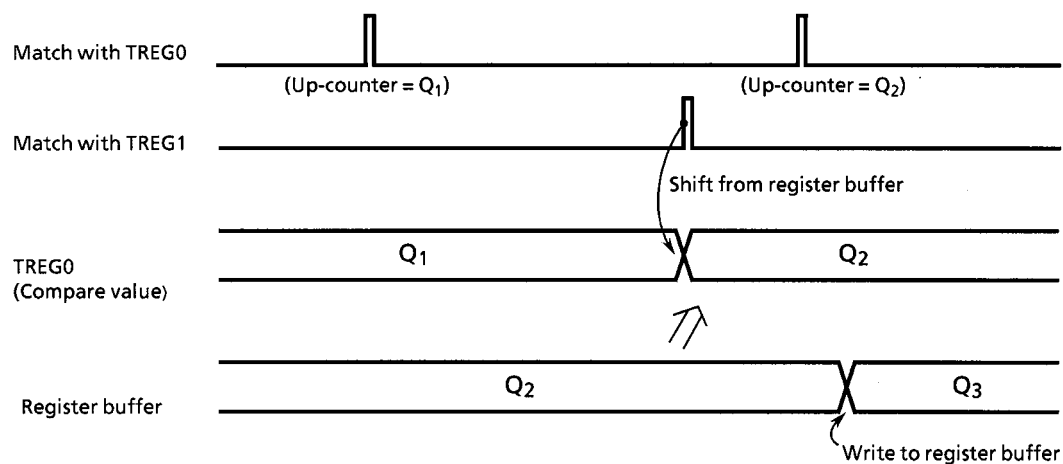 Match with TREG0
(Up-counter = Q₁)
(Up-counter = Q₂)
Match with TREG1
Shift from register buffer
TREG0
(Compare value)
Q₁
Q₂
Register buffer
Q₂
Q₃
Write to register buffer